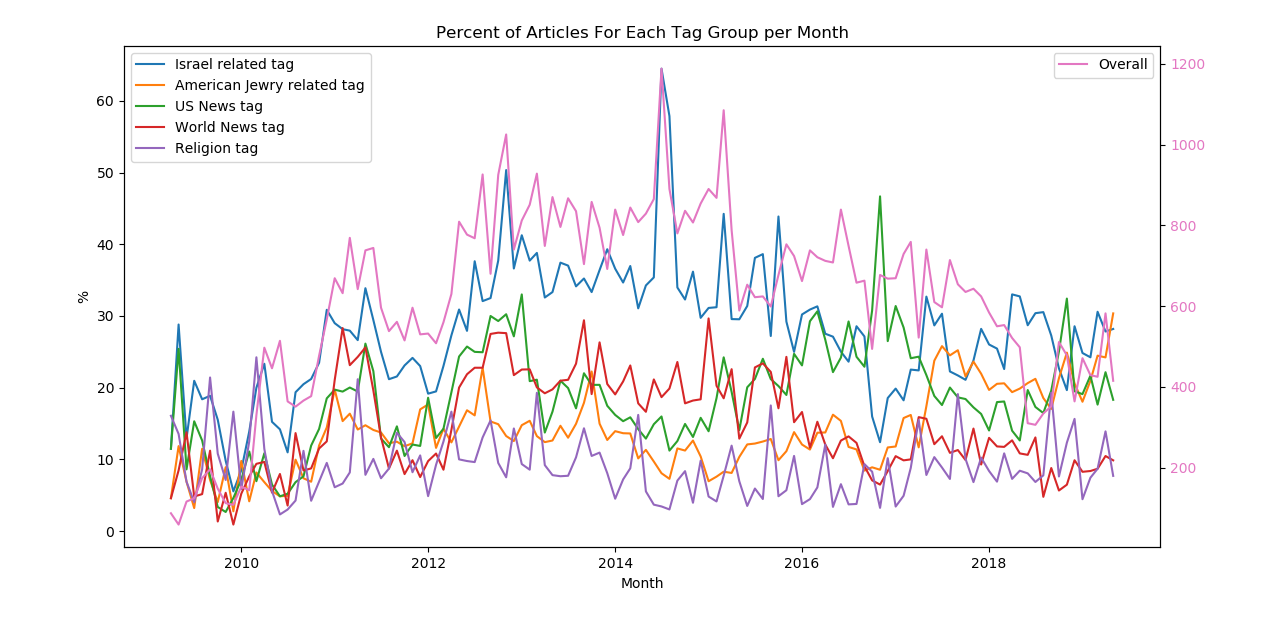 Percent of Articles For Each Tag Group per Month
Israel related tag
American Jewry related tag
US News tag
World News tag
Religion tag
Overall
60
50
40
30
20
10
0
%
1200
1000
800
600
400
200
2010 2012 2014 2016 2018
Month